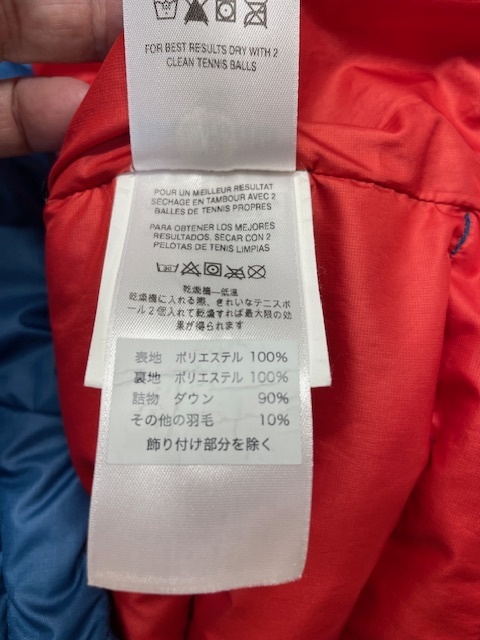 FOR BEST RESULTS DRY WITH 2
CLEAN TENNIS BALLS
POUR UN MEILLEUR RESULTAT
SECHAGE EN TAMBOUR AVEC 2
BALLES DE TENNIS PROPRES
PARA OBTENER LOS MEJORES
RESULTADOS, SECAR CON 2
PELOTAS DE TENIS LIMPIAS
乾燥機—低温
乾燥機に入れる際、きれいなテニスボ
ール2個入れて乾燥すれば最大限の効
果が得られます
表地 ポリエステル 100%
裏地 ポリエステル 100%
詰物 ダウン 90%
その他の羽毛 10%
飾り付け部分を除く